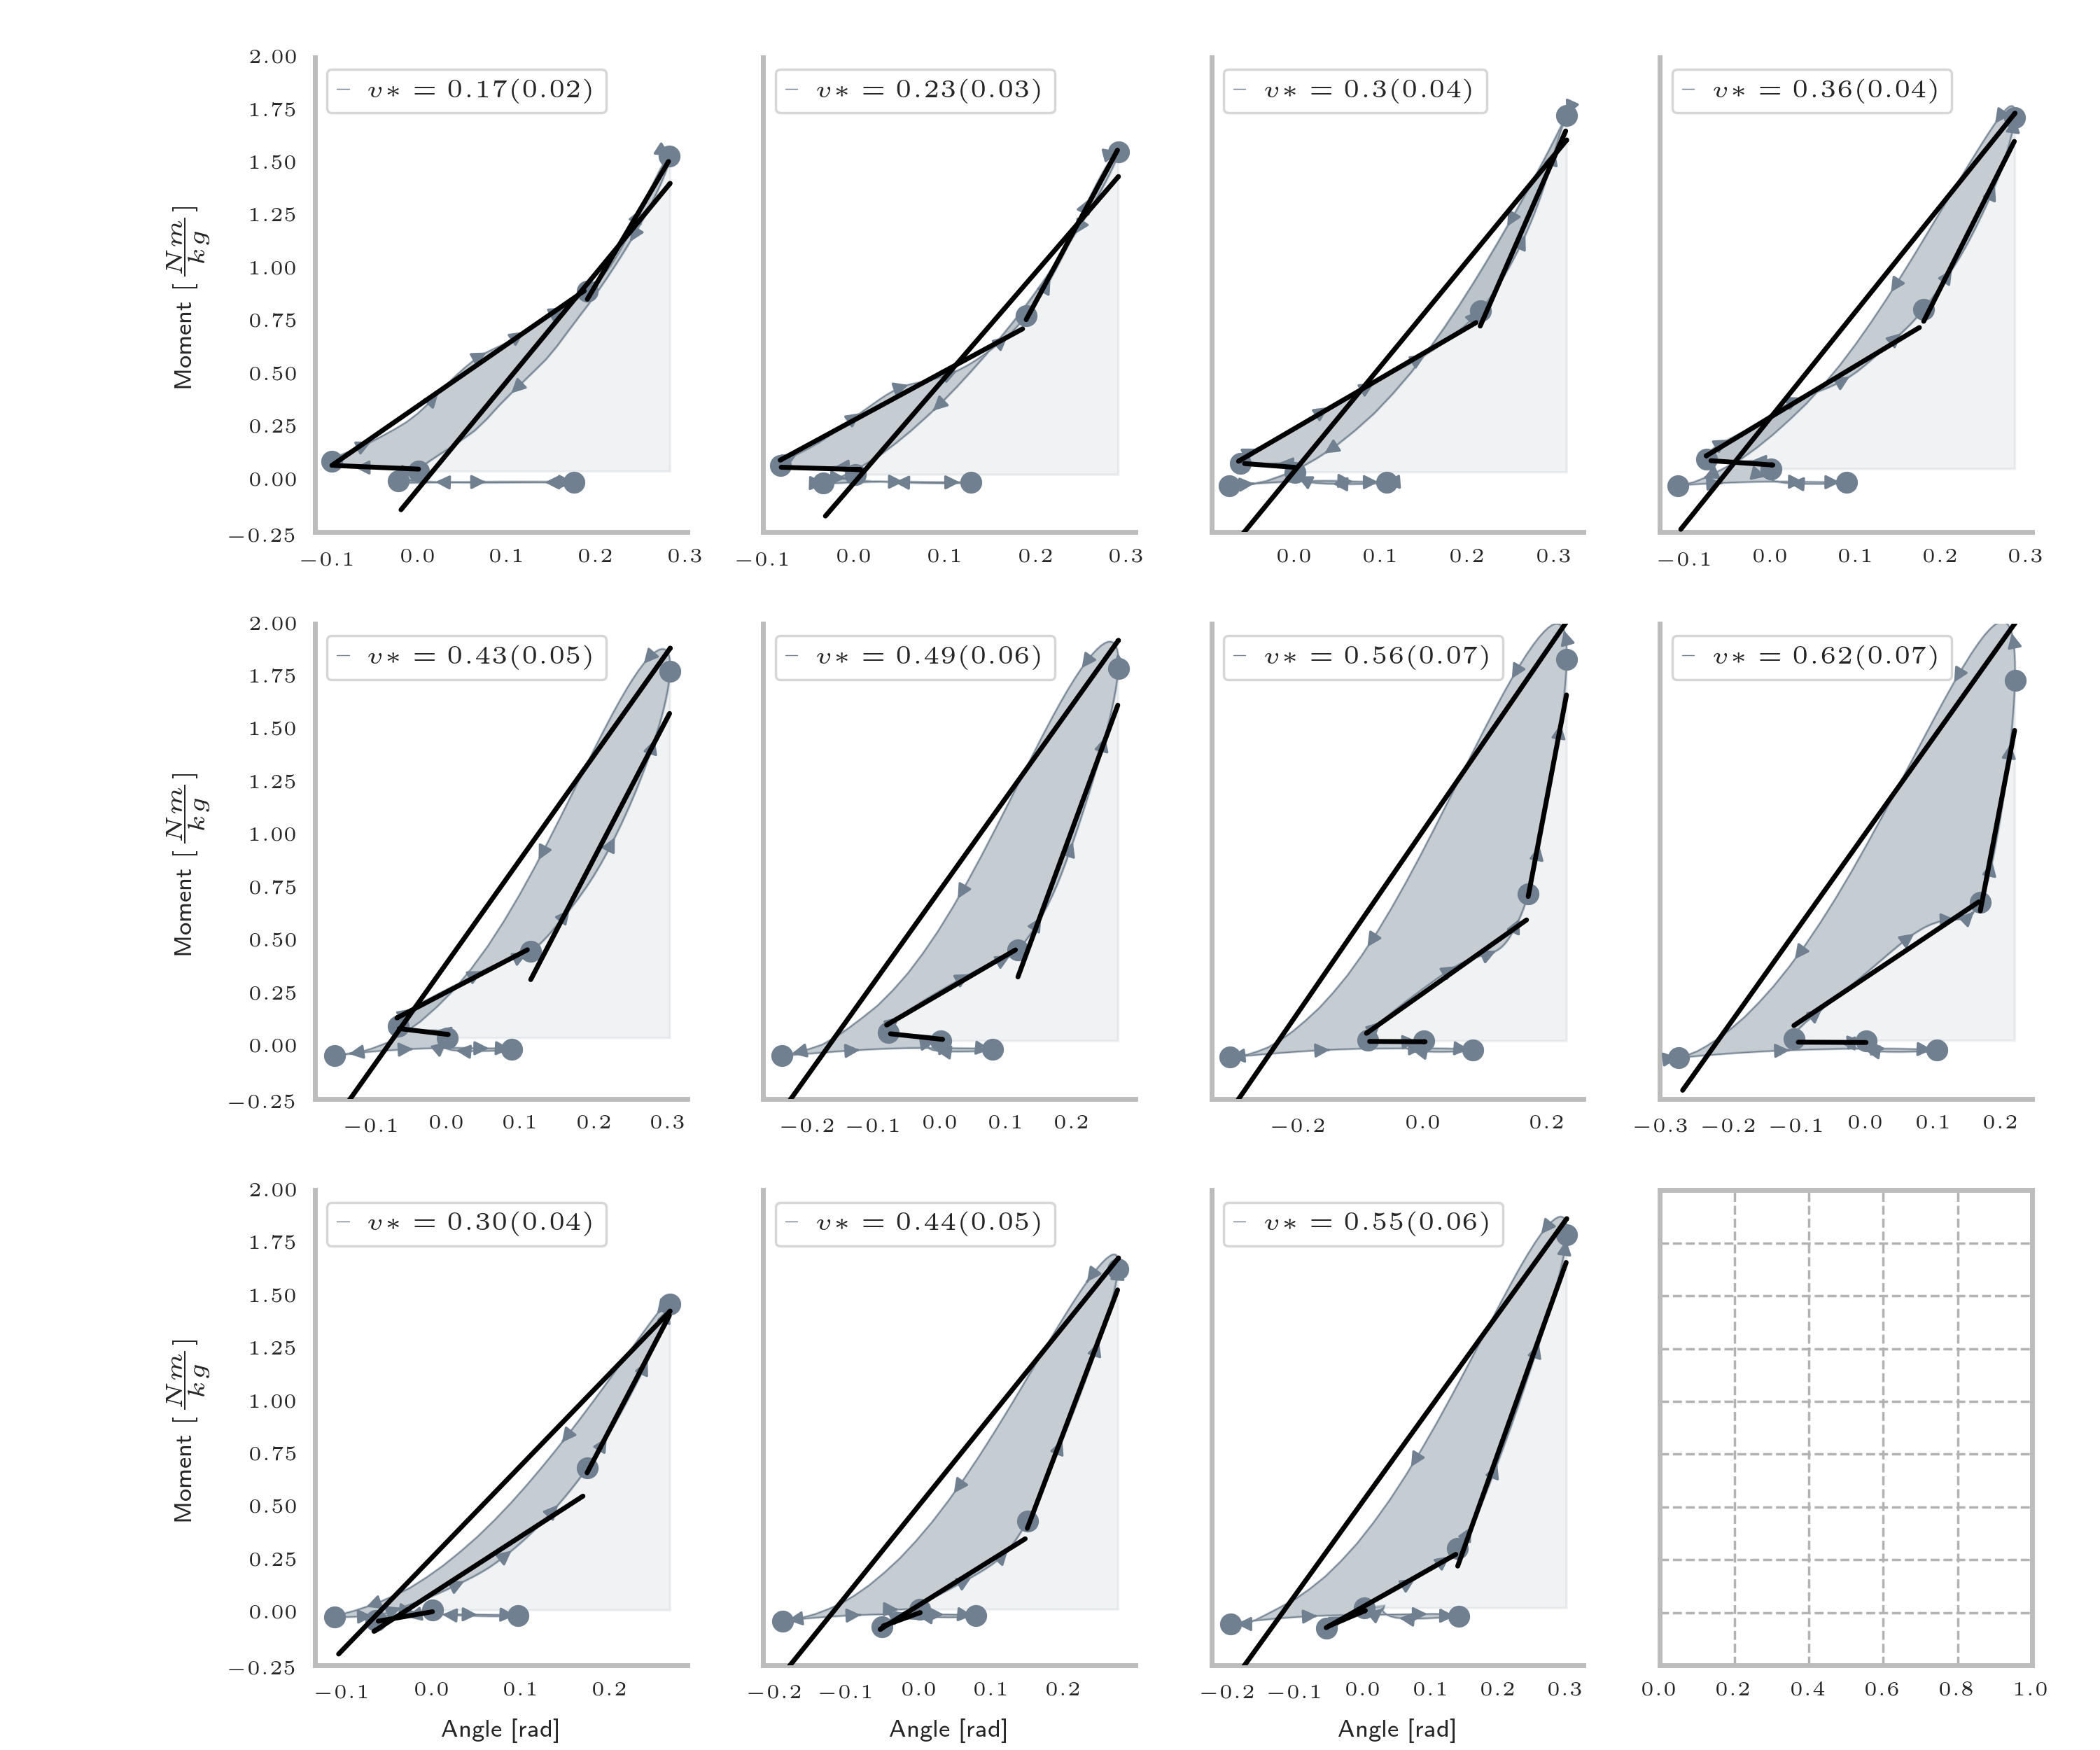 v* = 0.17(0.02)
v* = 0.23(0.03)
v* = 0.3(0.04)
v* = 0.36(0.04)
Moment [ Nm/kg ]
2.00
1.75
1.50
1.25
1.00
0.75
0.50
0.25
0.00
−0.25
−0.1 0.0 0.1 0.2 0.3
−0.1 0.0 0.1 0.2 0.3
0.0 0.1 0.2 0.3
−0.1 0.0 0.1 0.2 0.3
v* = 0.43(0.05)
v* = 0.49(0.06)
v* = 0.56(0.07)
v* = 0.62(0.07)
Moment [ Nm/kg ]
2.00
1.75
1.50
1.25
1.00
0.75
0.50
0.25
0.00
−0.25
−0.1 0.0 0.1 0.2 0.3
−0.2 −0.1 0.0 0.1 0.2
−0.2 0.0 0.2
−0.3 −0.2 −0.1 0.0 0.1 0.2
v* = 0.30(0.04)
v* = 0.44(0.05)
v* = 0.55(0.06)
Moment [ Nm/kg ]
2.00
1.75
1.50
1.25
1.00
0.75
0.50
0.25
0.00
−0.25
−0.1 0.0 0.1 0.2
−0.2 −0.1 0.0 0.1 0.2
−0.2 −0.1 0.0 0.1 0.2 0.3
0.0 0.2 0.4 0.6 0.8 1.0
Angle [rad]
Angle [rad]